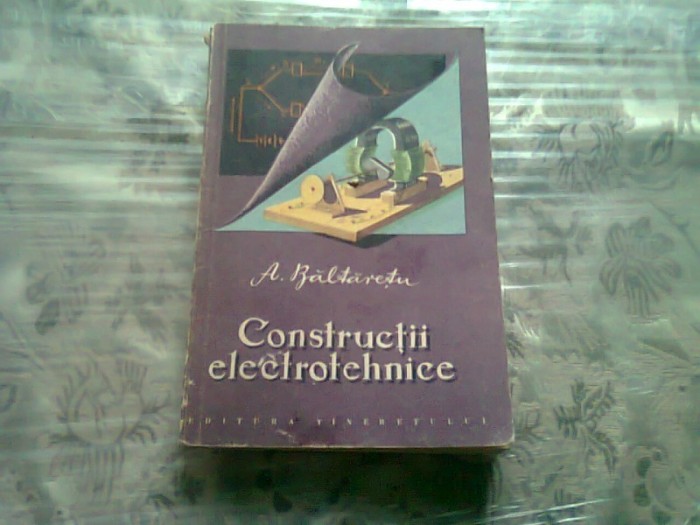 A. Băltărețu
Construcții
electrotehnice
EDITURA TINERETULUI